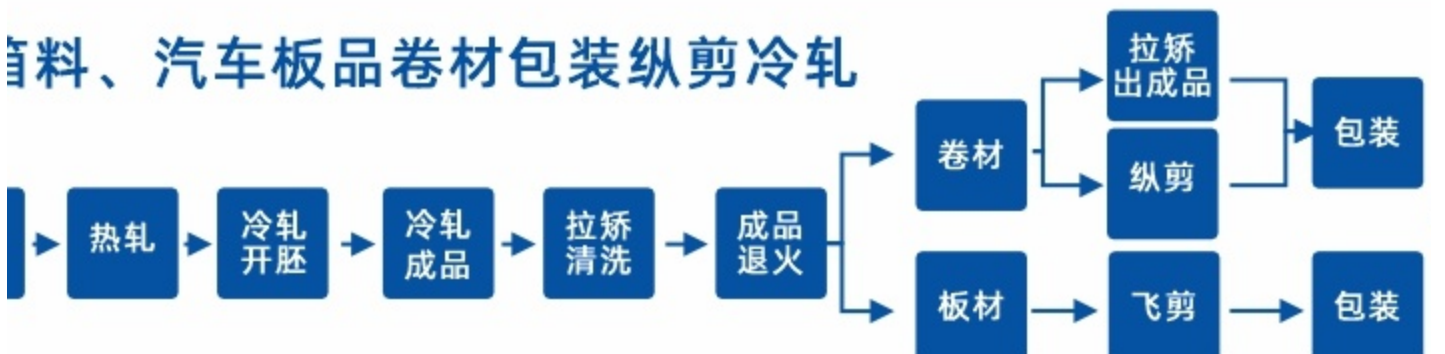 料、汽车板品卷材包装纵剪冷轧
热轧
冷轧
开胚
冷轧
成品
拉矫
清洗
成品
退火
卷材
拉矫
出成品
纵剪
包装
板材
飞剪
包装